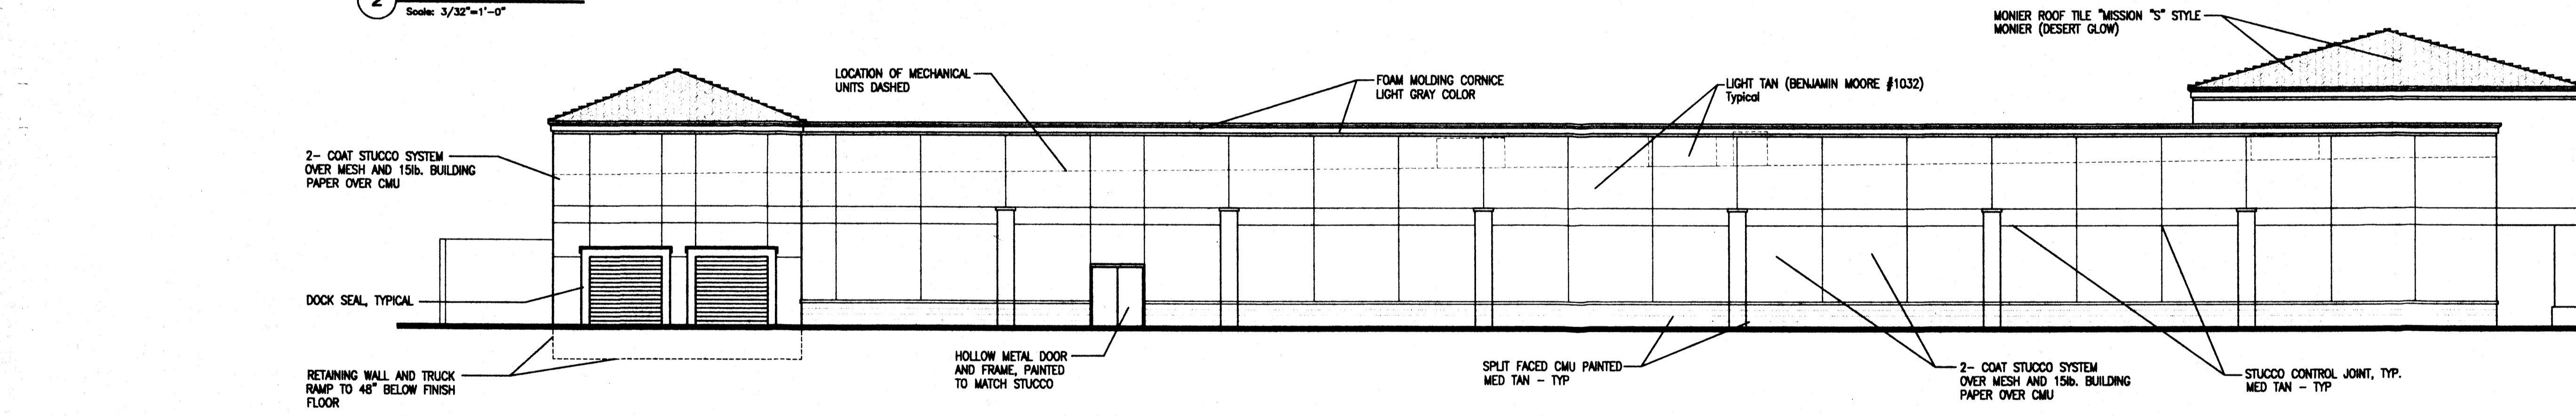 2
Scale: 3/32"=1'-0"
MONIER ROOF TILE "MISSION "S" STYLE
MONIER (DESERT GLOW)
LOCATION OF MECHANICAL
UNITS DASHED
FOAM MOLDING CORNICE
LIGHT GRAY COLOR
LIGHT TAN (BENJAMIN MOORE #1032)
Typical
2- COAT STUCCO SYSTEM
OVER MESH AND 15lb. BUILDING
PAPER OVER CMU
DOCK SEAL, TYPICAL
RETAINING WALL AND TRUCK
RAMP TO 48" BELOW FINISH
FLOOR
HOLLOW METAL DOOR
AND FRAME, PAINTED
TO MATCH STUCCO
SPLIT FACED CMU PAINTED
MED TAN - TYP
2- COAT STUCCO SYSTEM
OVER MESH AND 15lb. BUILDING
PAPER OVER CMU
STUCCO CONTROL JOINT, TYP.
MED TAN - TYP